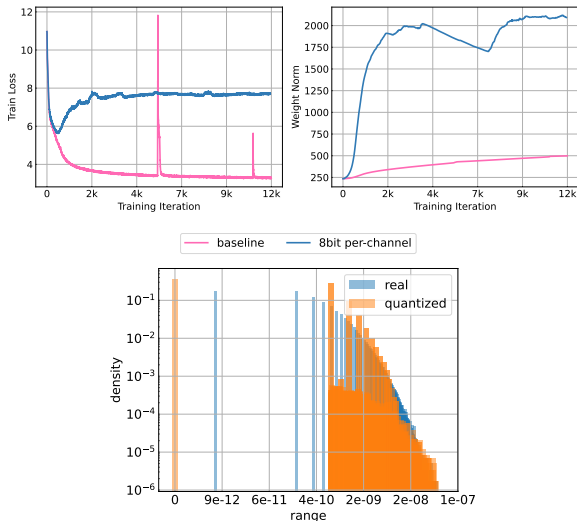 12
10
8
6
4
Train Loss
0
2k
4k
6k
7k
9k
12k
Training Iteration
2000
1750
1500
1250
1000
750
500
250
Weight Norm
0
2k
4k
6k
7k
9k
12k
Training Iteration
baseline
8bit per-channel
real
quantized
10⁻¹
10⁻²
10⁻³
10⁻⁴
10⁻⁵
10⁻⁶
density
0
9e-12
6e-11
4e-10
2e-09
2e-08
1e-07
range